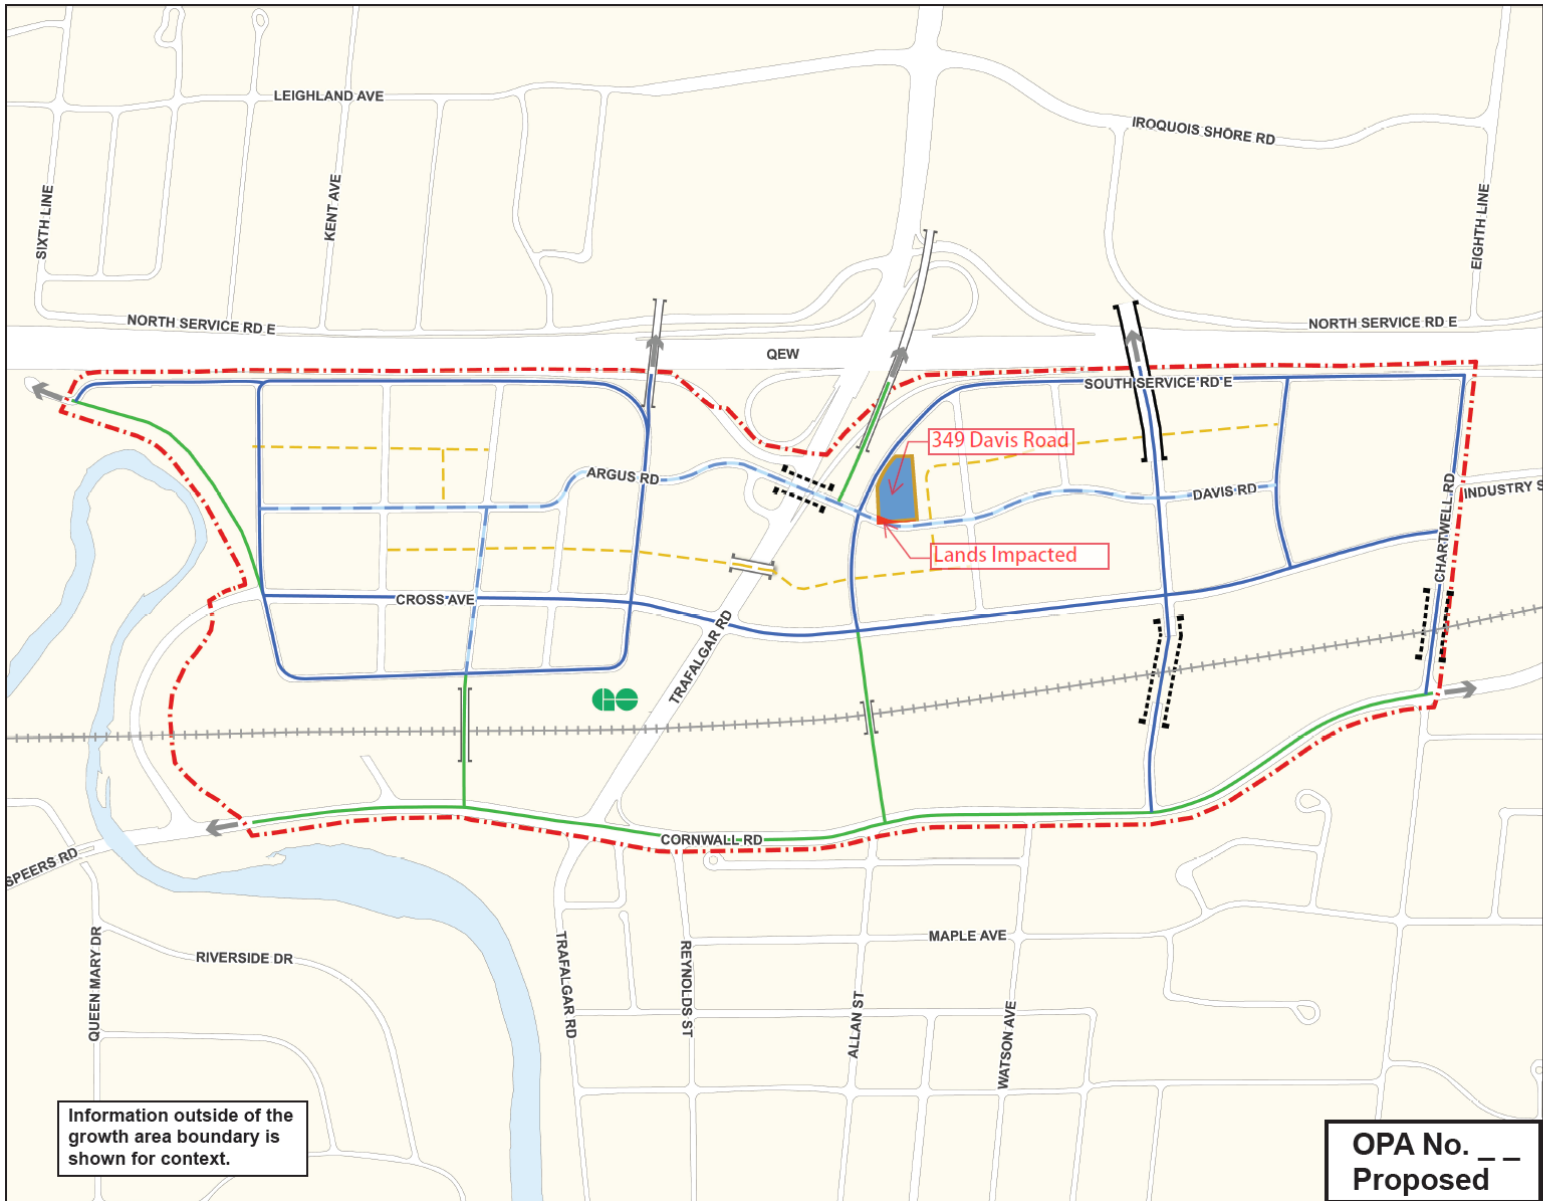 LEIGHLAND AVE
IROQUOIS SHORE RD
SIXTH LINE
KENT AVE
EIGHTH LINE
NORTH SERVICE RD E
QEW
NORTH SERVICE RD E
SOUTH SERVICE RD E
349 Davis Road
ARGUS RD
DAVIS RD
CHARTWELL RD
INDUSTRY S
Lands Impacted
CROSS AVE
TRAFALGAR RD
GO
CORNWALL RD
SPEERS RD
QUEEN MARY DR
RIVERSIDE DR
TRAFALGAR RD
REYNOLDS ST
MAPLE AVE
ALLAN ST
WATSON AVE
Information outside of the
growth area boundary is
shown for context.
OPA No. _ _
Proposed